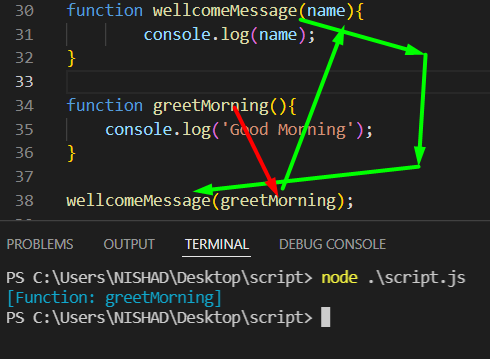 30 function wellcomeMessage(name){
31 console.log(name);
32 }
33
34 function greetMorning(){
35 console.log('Good Morning');
36 }
37
38 wellcomeMessage(greetMorning);
PROBLEMS OUTPUT TERMINAL DEBUG CONSOLE
PS C:\Users\NISHAD\Desktop\script> node .\script.js
[Function: greetMorning]
PS C:\Users\NISHAD\Desktop\script>